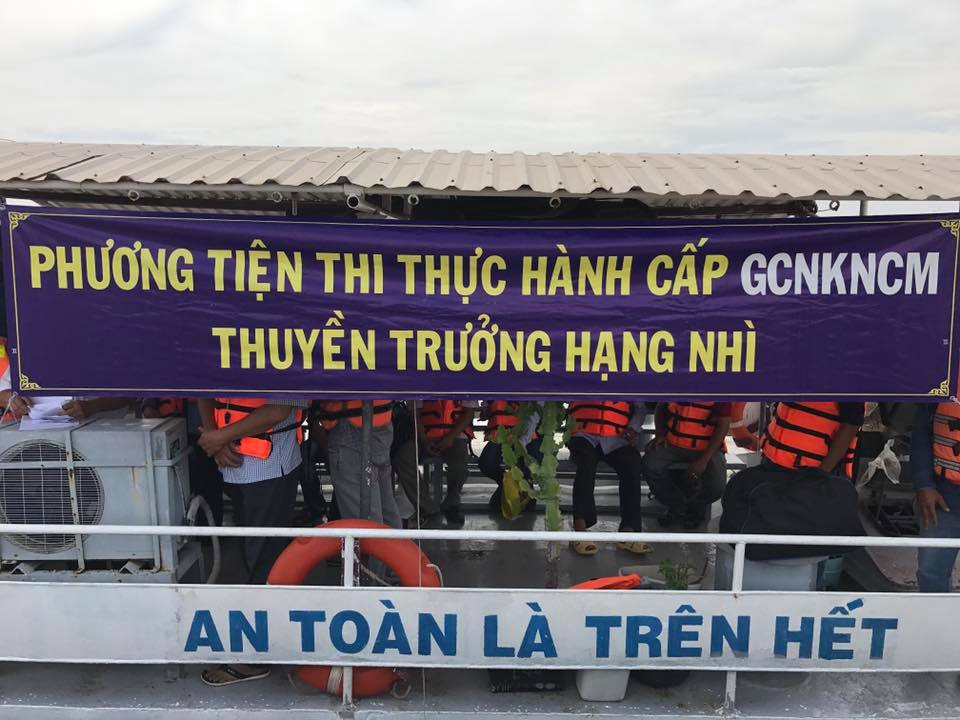 PHƯƠNG TIỆN THI THỰC HÀNH CẤP GCNKNCM
THUYỀN TRƯỞNG HẠNG NHÌ
AN TOÀN LÀ TRÊN HẾT